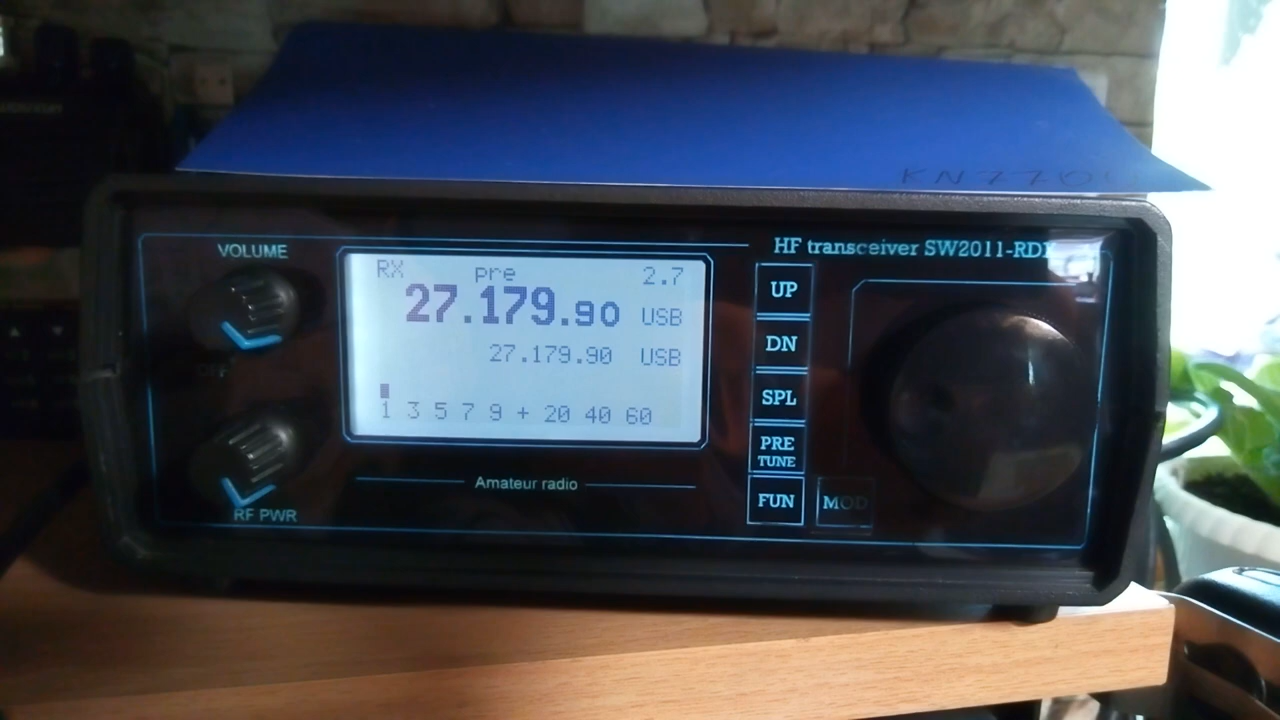 VOLUME
HF transceiver SW2011-RDX
RX pre 2.7
27.179.90 USB
27.179.90 USB
1 3 5 7 9 + 20 40 60
UP
DN
SPL
PRE
TUNE
FUN
MOD
Amateur radio
RF PWR